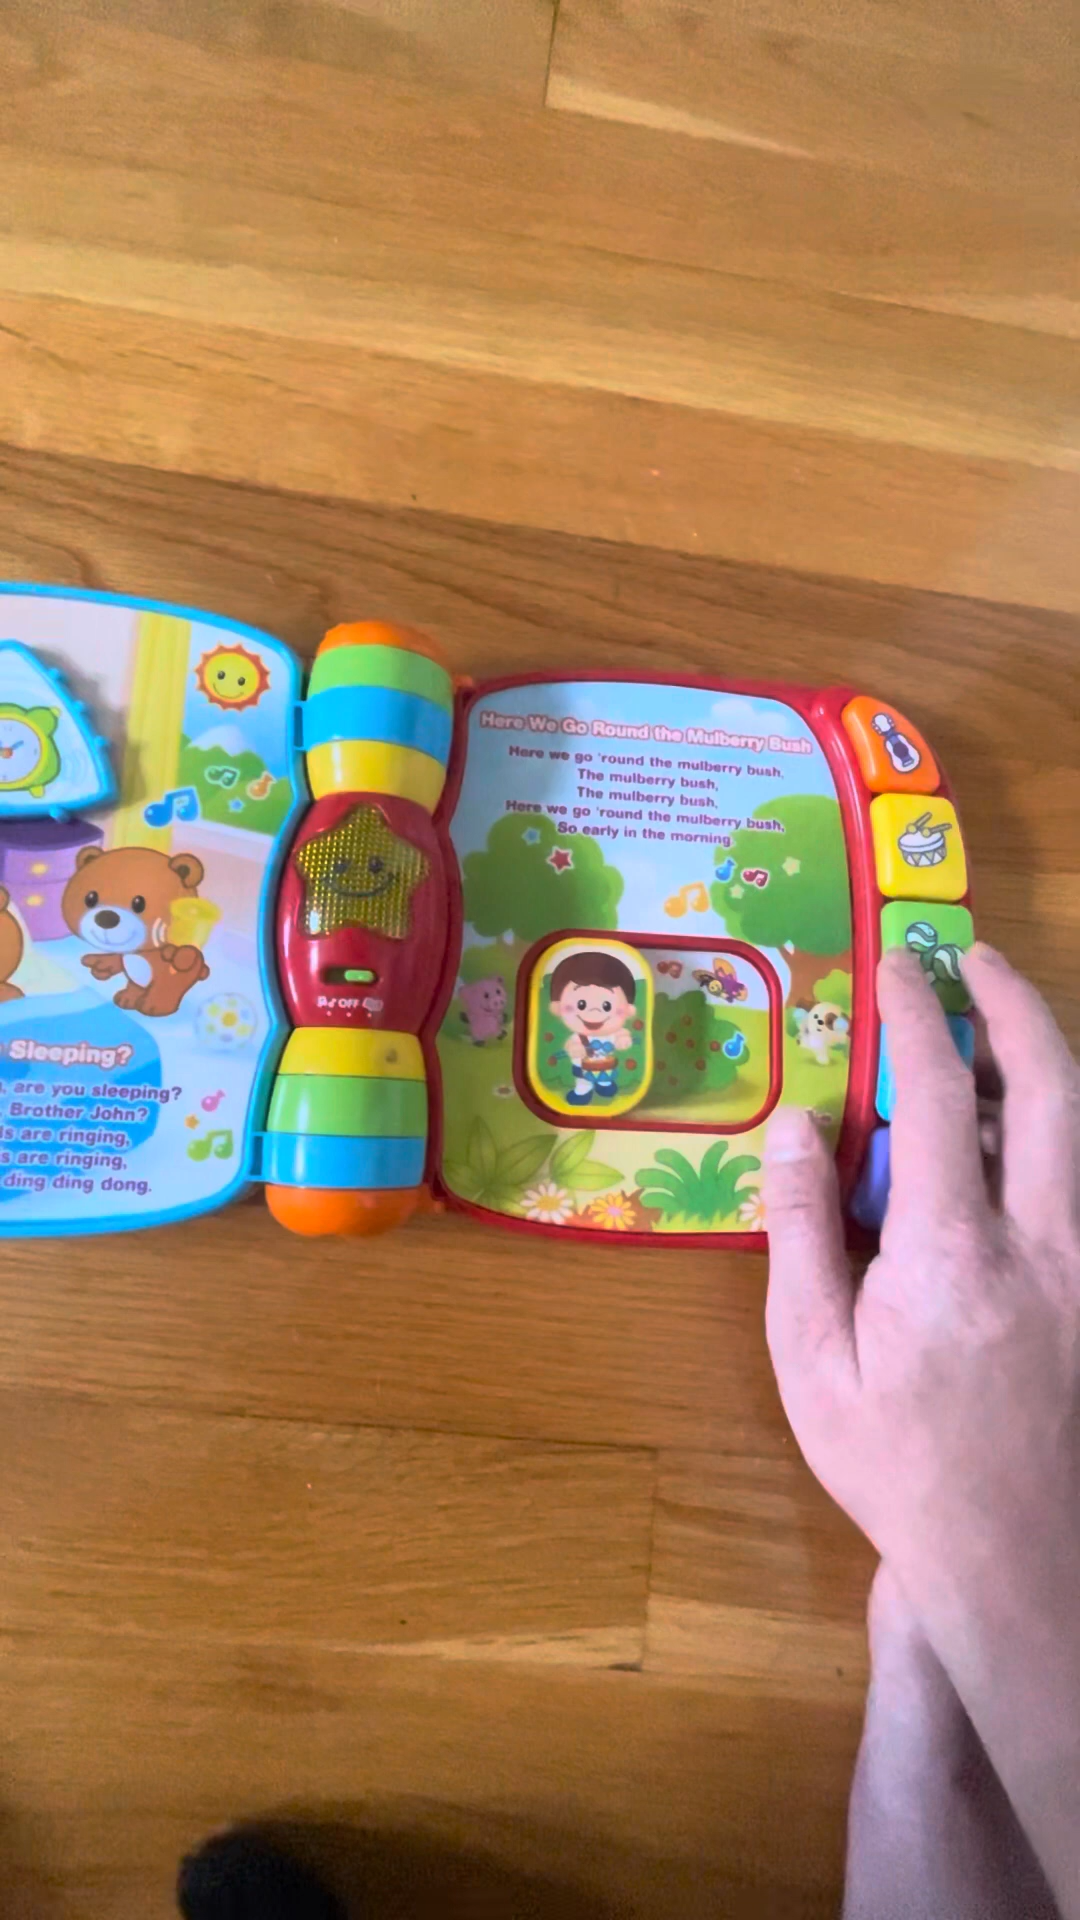 Sleeping?
, are you sleeping?
Brother John?
are ringing,
are ringing,
ding ding dong.
OFF
Here We Go Round the Mulberry Bush
Here we go 'round the mulberry bush,
The mulberry bush,
The mulberry bush,
Here we go 'round the mulberry bush,
So early in the morning